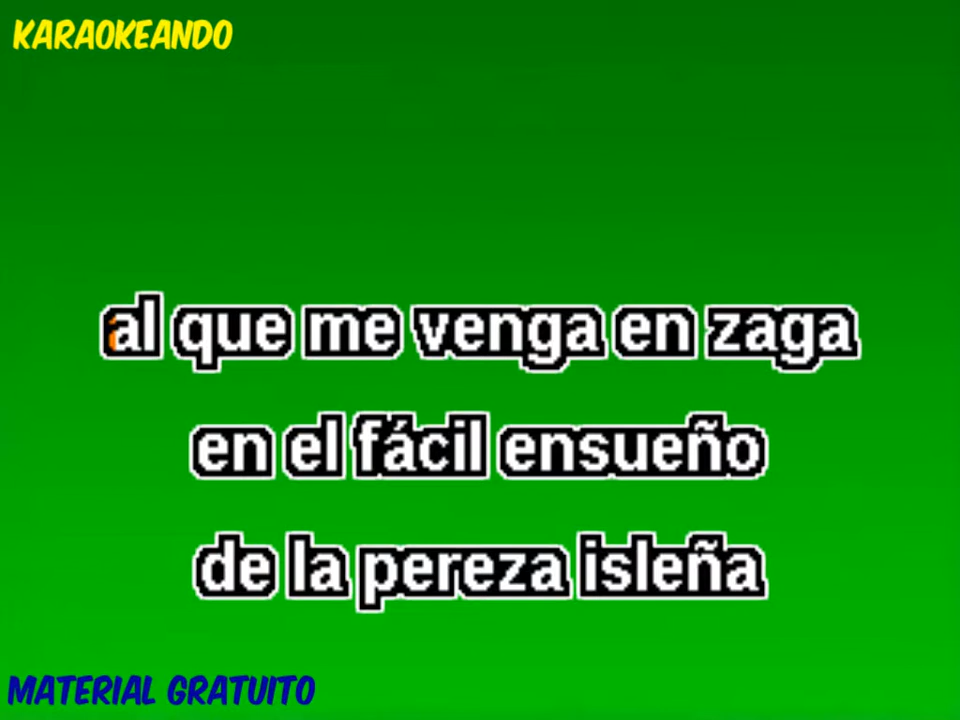 KARAOKEANDO
al que me venga en zaga
en el fácil ensueño
de la pereza isleña
MATERIAL GRATUITO